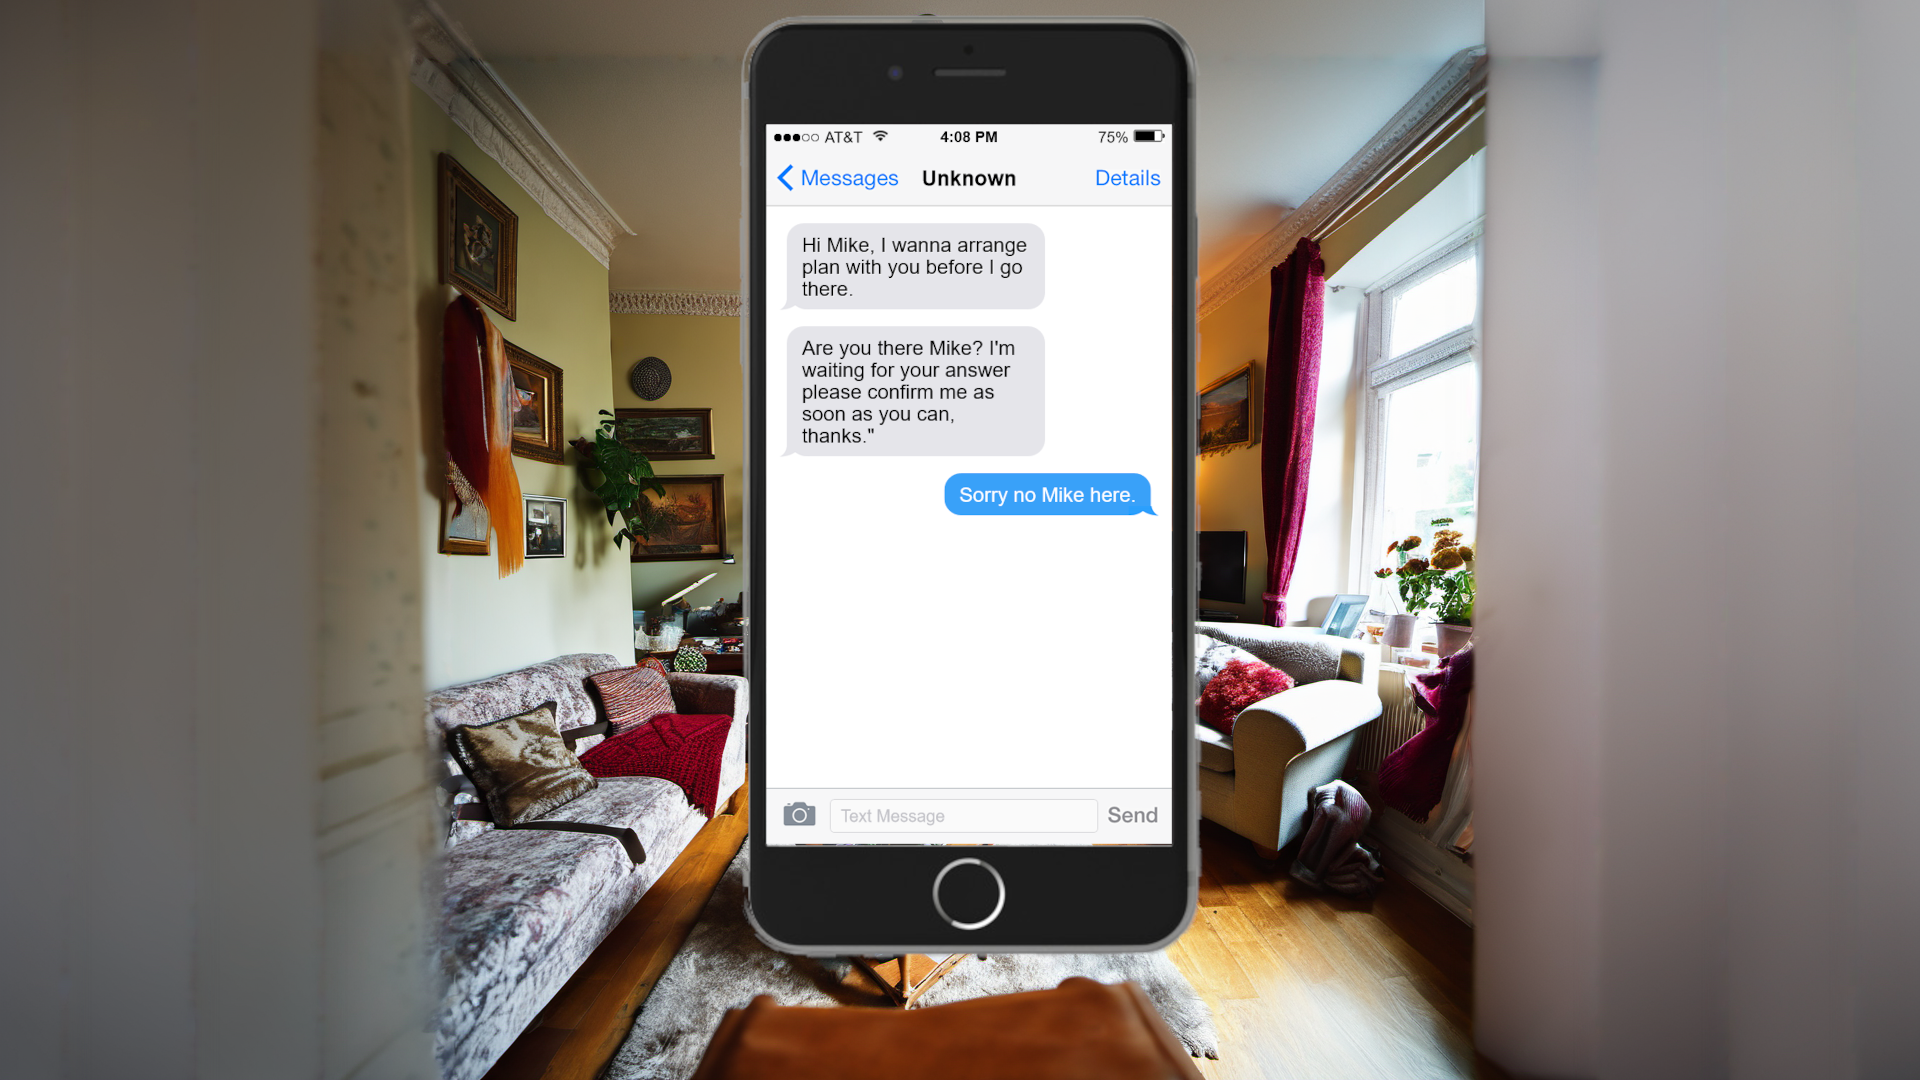 AT&T 4:08 PM 75%
Messages Unknown Details
Hi Mike, I wanna arrange
plan with you before I go
there.
Are you there Mike? I'm
waiting for your answer
please confirm me as
soon as you can,
thanks."
Sorry no Mike here.
Text Message Send